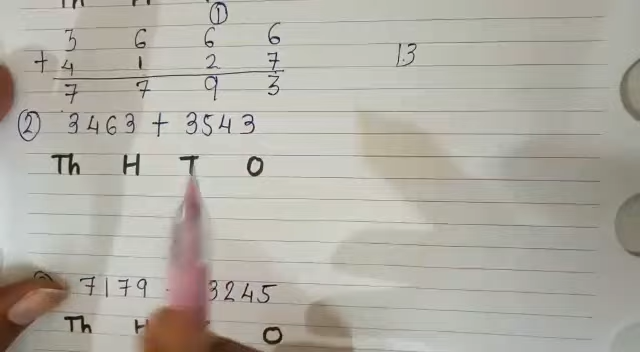 Th
①
3 6 6 6 13
+ 4 1 2 7
7 7 9 3
② 3463 + 3543
Th H T O
7179 3245
Th H O